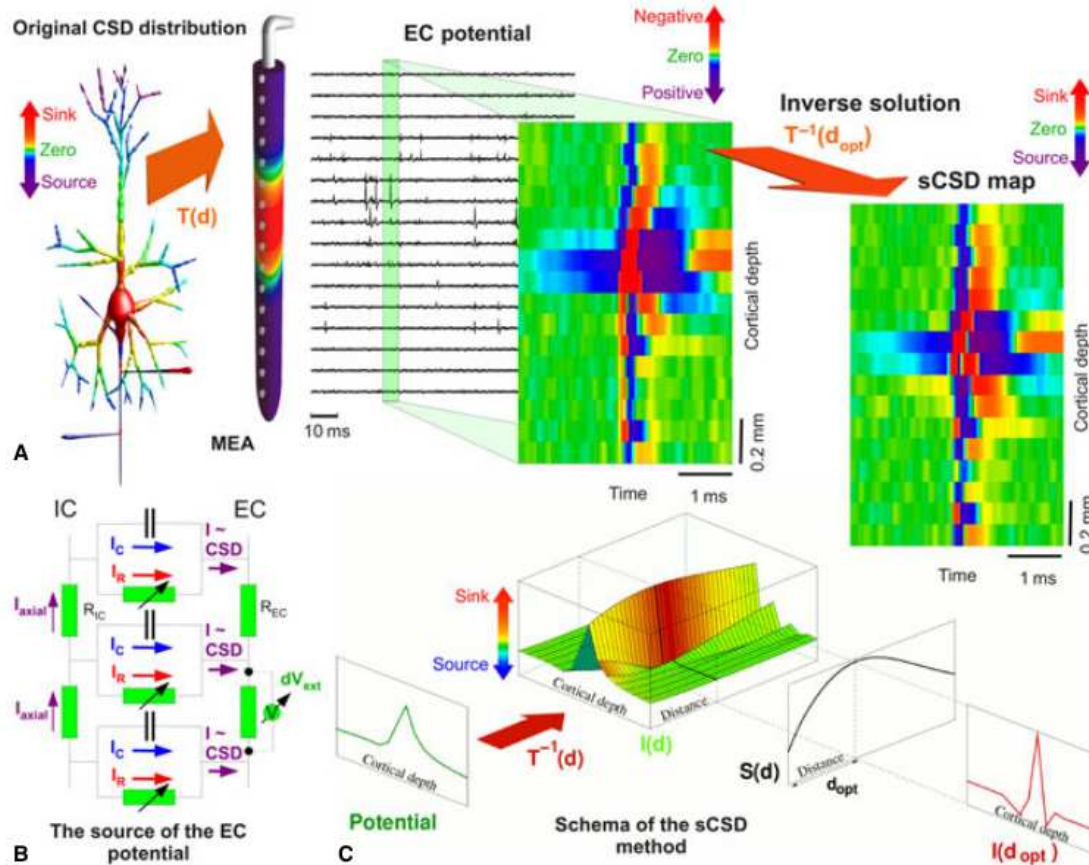 Original CSD distribution
Sink
Zero
Source
T(d)
MEA
A
EC potential
10 ms
Negative
Zero
Positive
Cortical depth
0.2 mm
Time
1 ms
Inverse solution
T⁻¹(d_opt)
sCSD map
Sink
Zero
Source
Cortical depth
0.2 mm
Time
1 ms
IC
EC
I ~
CSD
I_C
I_R
I_axial
R_IC
R_EC
I ~
CSD
I_C
I_R
I_axial
dV_ext
V
I ~
CSD
I_C
I_R
B
The source of the EC
potential
Sink
Source
Cortical depth
Potential
T⁻¹(d)
Cortical depth
Distance
I(d)
S(d)
Distance
d_opt
Cortical depth
I(d_opt)
C
Schema of the sCSD
method